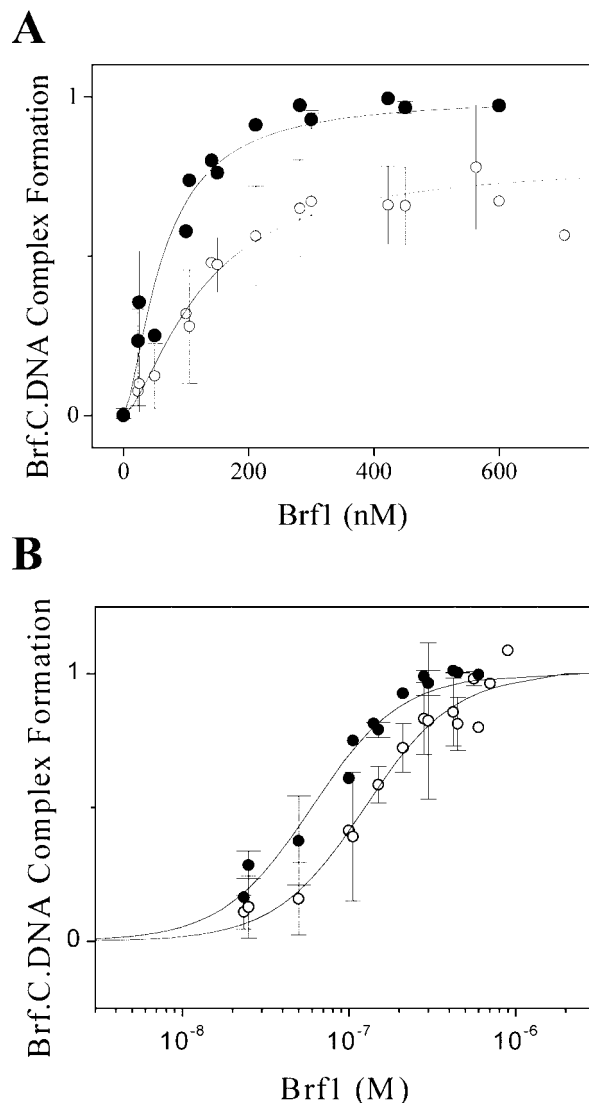 A
Brf.C.DNA Complex Formation
1
0
0 200 400 600
Brf1 (nM)
B
Brf.C.DNA Complex Formation
1
0
10-8 10-7 10-6
Brf1 (M)